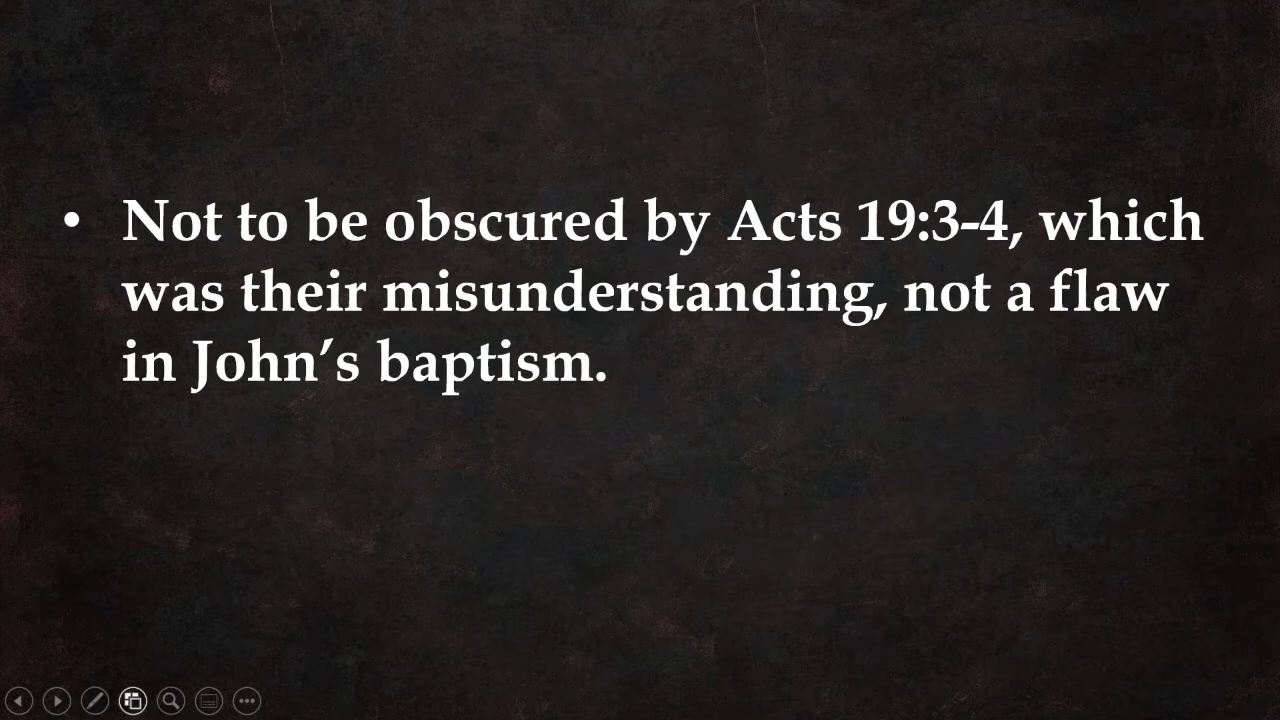 • Not to be obscured by Acts 19:3-4, which
was their misunderstanding, not a flaw
in John’s baptism.